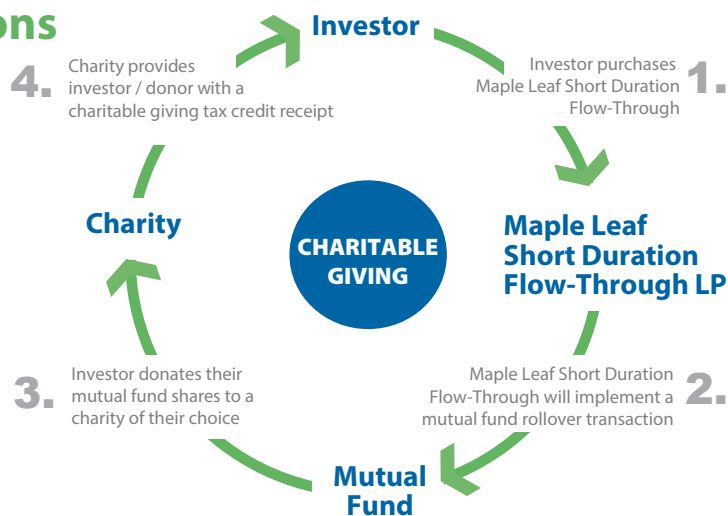 Investor
1.
Investor purchases
Maple Leaf Short Duration
Flow-Through
Maple Leaf
Short Duration
Flow-Through LP
2.
Maple Leaf Short Duration
Flow-Through will implement a
mutual fund rollover transaction
Mutual
Fund
3.
Investor donates their
mutual fund shares to a
charity of their choice
Charity
4.
Charity provides
investor / donor with a
charitable giving tax credit receipt
CHARITABLE
GIVING